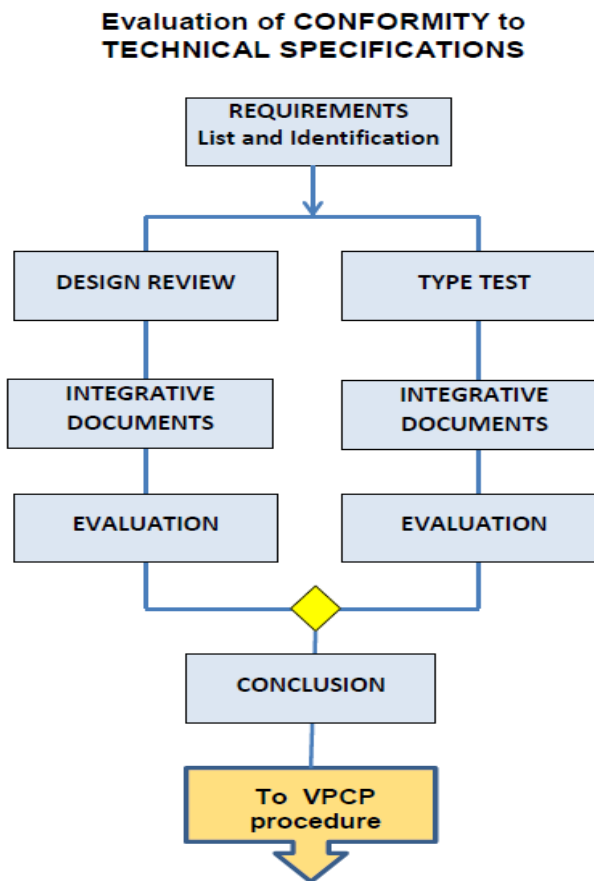 Evaluation of CONFORMITY to
TECHNICAL SPECIFICATIONS
REQUIREMENTS
List and Identification
DESIGN REVIEW
TYPE TEST
INTEGRATIVE
DOCUMENTS
INTEGRATIVE
DOCUMENTS
EVALUATION
EVALUATION
CONCLUSION
To VPCP
procedure